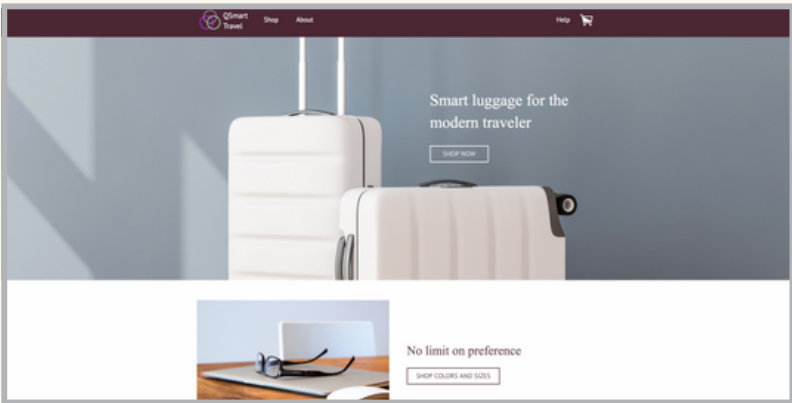 QSmart
Travel
Shop
About
Help
Smart luggage for the
modern traveler
SHOP NOW
No limit on preference
SHOP COLORS AND SIZES